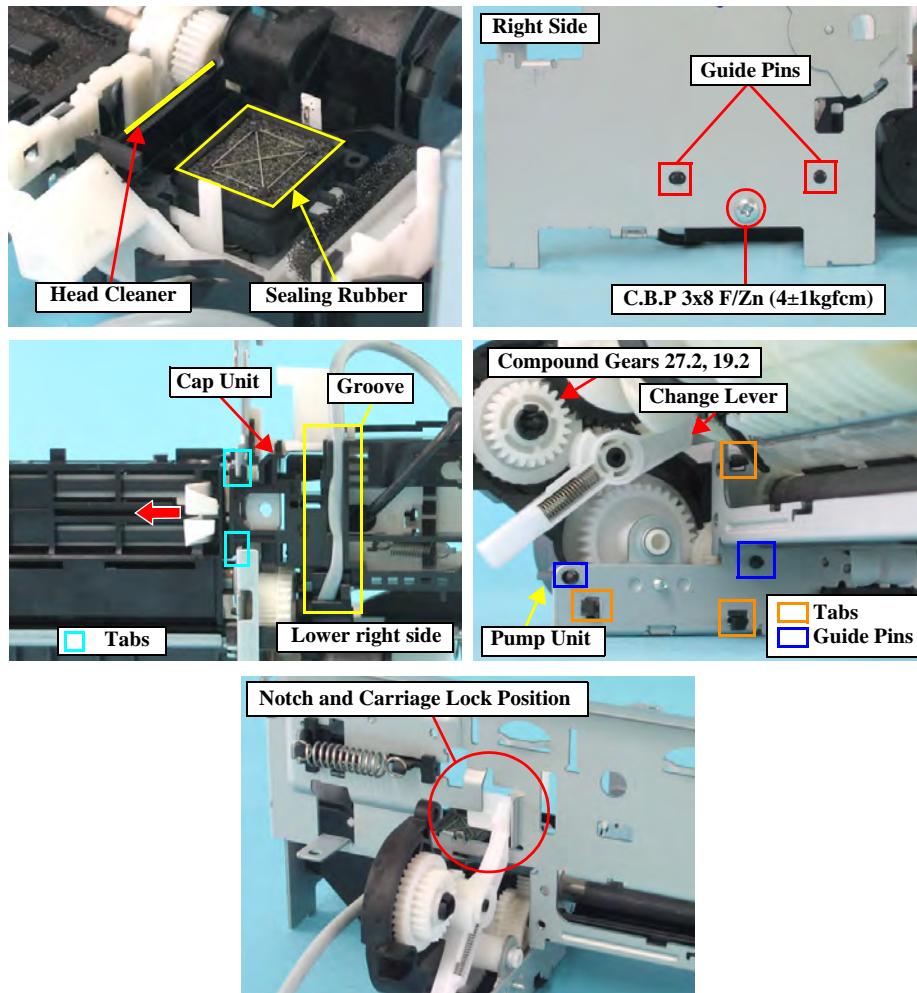 Right Side
Guide Pins
Head Cleaner
Sealing Rubber
C.B.P 3x8 F/Zn (4±1kgfcm)
Cap Unit
Groove
Tabs
Lower right side
Compound Gears 27.2, 19.2
Change Lever
Pump Unit
Tabs
Guide Pins
Notch and Carriage Lock Position